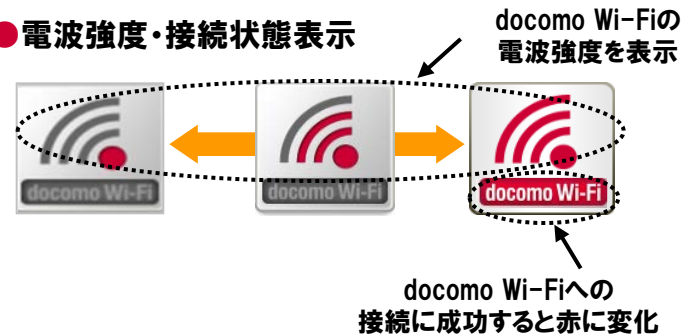 ●電波強度・接続状態表示
docomo Wi-Fiの
電波強度を表示
docomo Wi-Fi
docomo Wi-Fi
docomo Wi-Fi
docomo Wi-Fiへの
接続に成功すると赤に変化